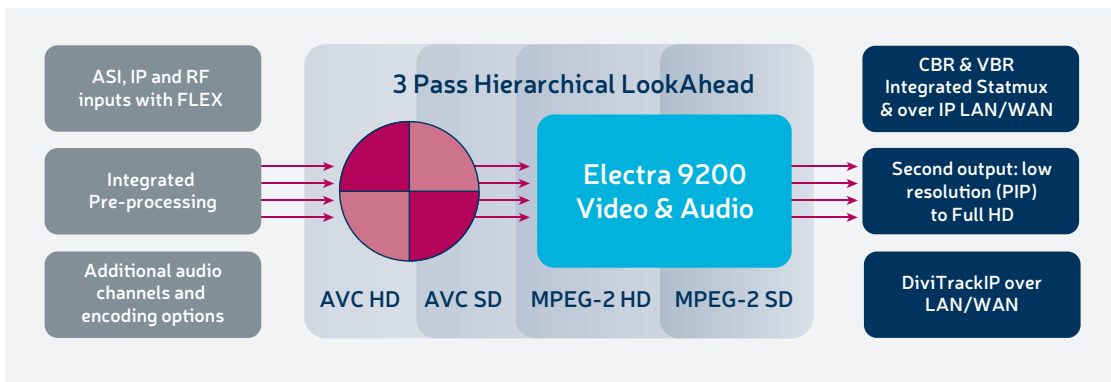 ASI, IP and RF
inputs with FLEX
Integrated
Pre-processing
Additional audio
channels and
encoding options
3 Pass Hierarchical LookAhead
Electra 9200
Video & Audio
AVC HD
AVC SD
MPEG-2 HD
MPEG-2 SD
CBR & VBR
Integrated Statmux
& over IP LAN/WAN
Second output: low
resolution (PIP)
to Full HD
DiviTrackIP over
LAN/WAN